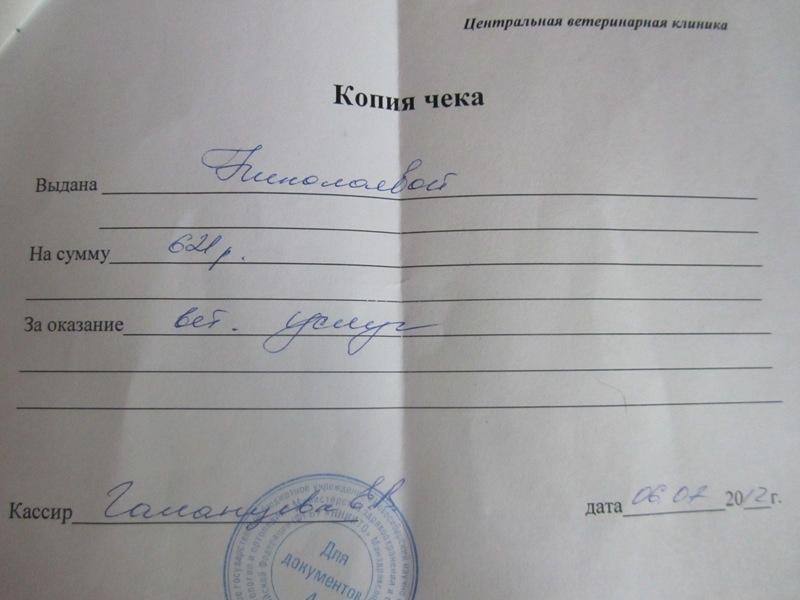 Центральная ветеринарная клиника
Копия чека
Выдана Николаевой
На сумму 621 р.
За оказание вет. услуг
Кассир
дата 06.07 2012 г.
Для
документов